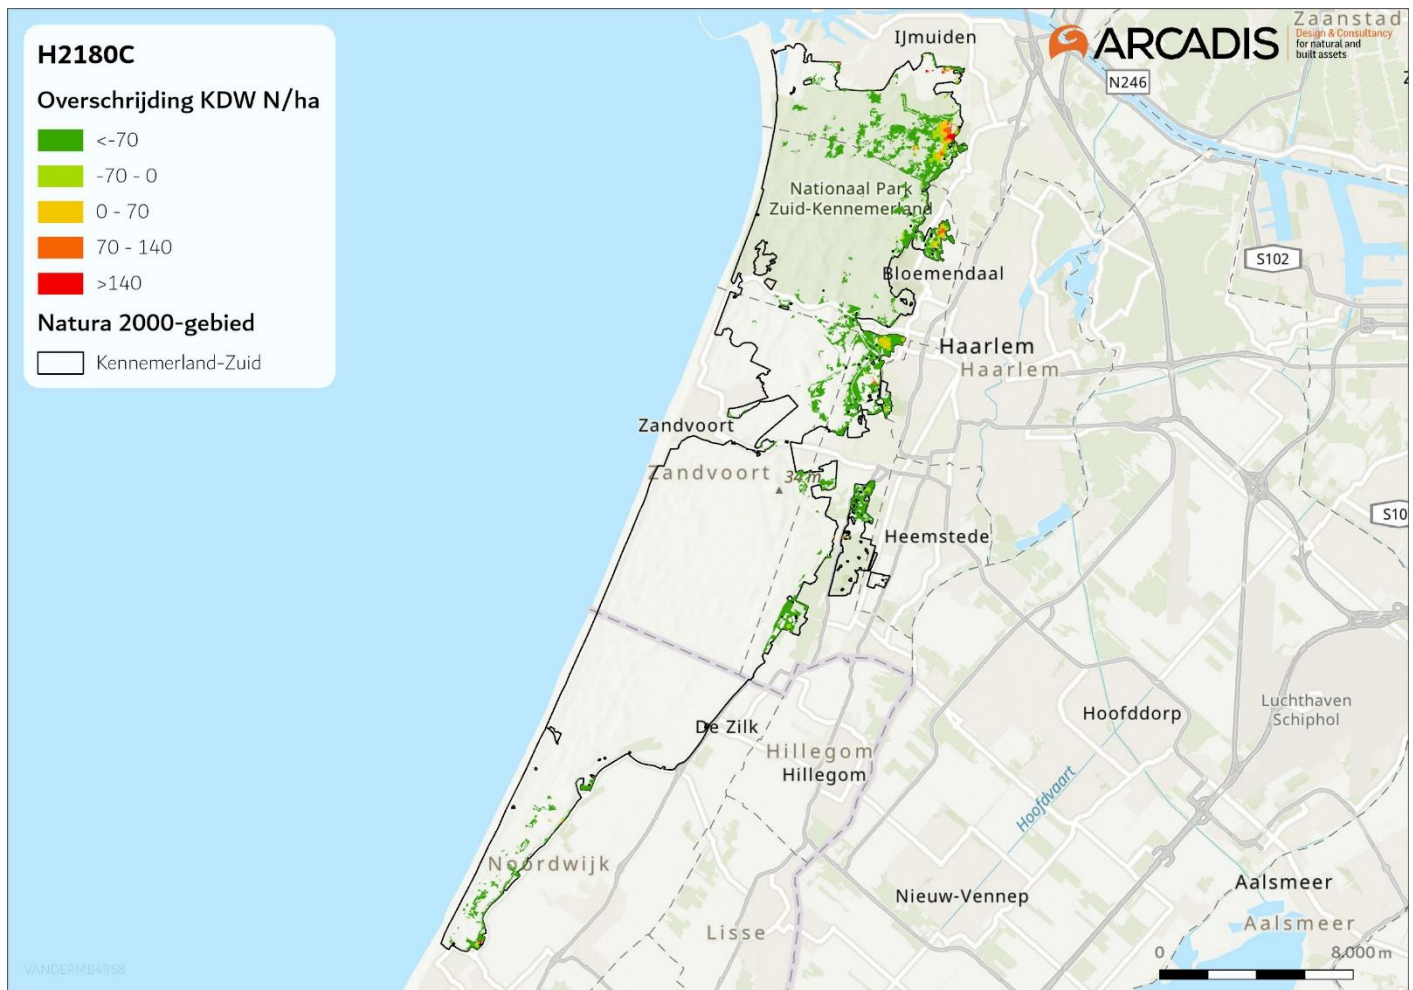 H2180C
Overschrijding KDW N/ha
<-70
-70 - 0
0 - 70
70 - 140
>140
Natura 2000-gebied
Kennemerland-Zuid
ARCADIS
Design & Consultancy
for natural and
built assets
Zaanstad
IJmuiden
N246
Nationaal Park
Zuid-Kennemerland
S102
Bloemendaal
Haarlem
Haarlem
Zandvoort
Zandvoort
34 m
S10
Heemstede
De Zilk
Hillegom
Hillegom
Hoofddorp
Luchthaven
Schiphol
Hoofdvaart
Noordwijk
Nieuw-Vennep
Aalsmeer
Aalsmeer
Lisse
0 8.000 m
VANDERMB4958